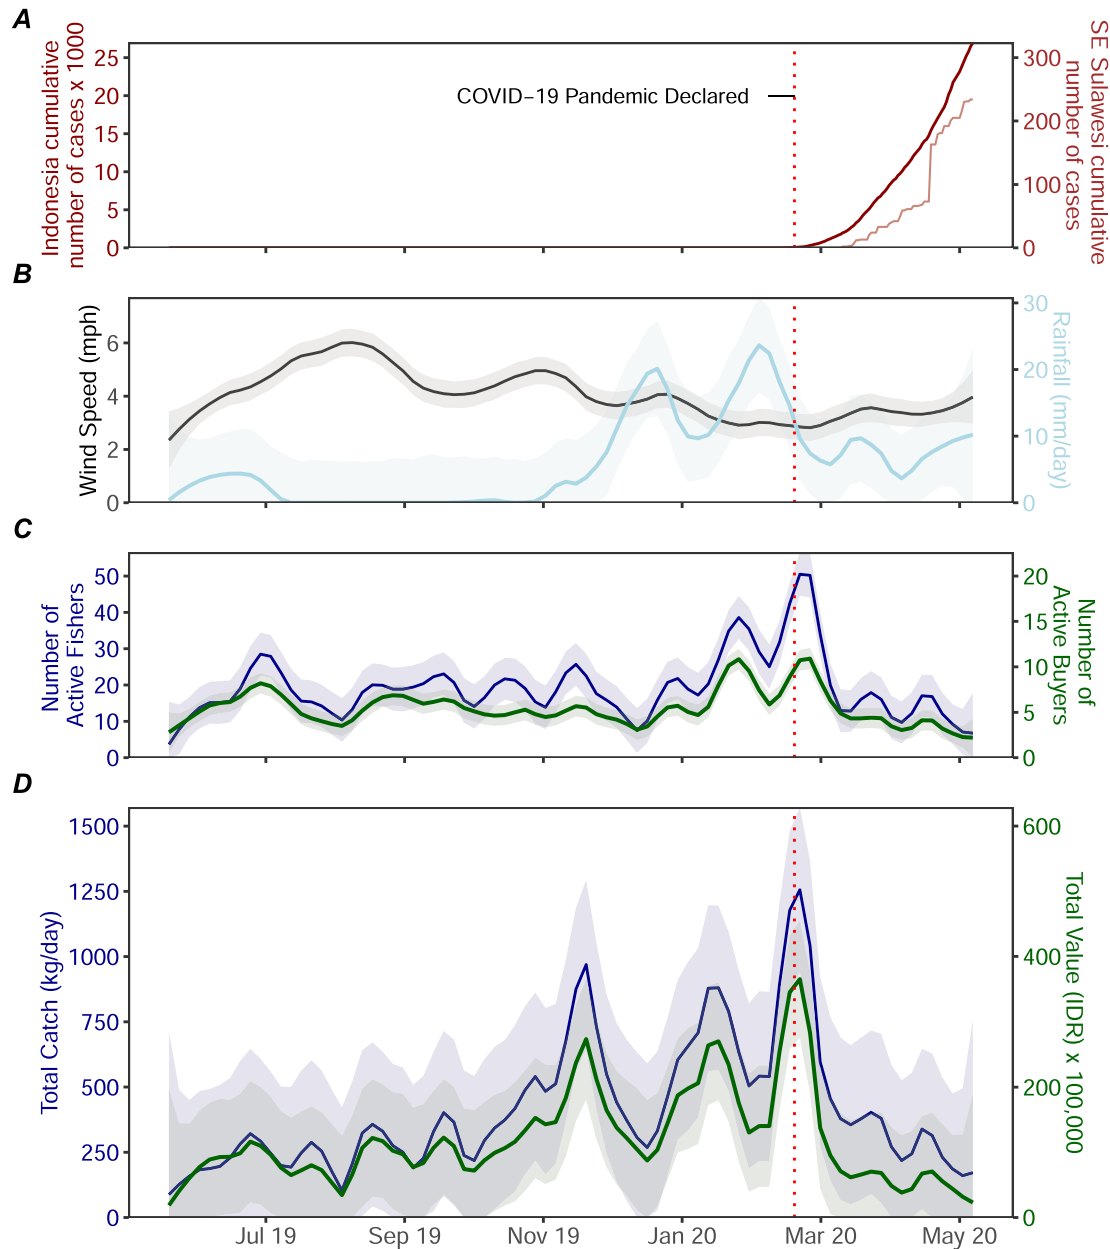 A
Indonesia cumulative
number of cases x 1000
25
20
15
10
5
0
COVID−19 Pandemic Declared
300
200
100
0
SE Sulawesi cumulative
number of cases
B
Wind Speed (mph)
6
4
2
0
30
20
10
0
Rainfall (mm/day)
C
Number of
Active Fishers
50
40
30
20
10
0
20
15
10
5
0
Number of
Active Buyers
D
Total Catch (kg/day)
1500
1250
1000
750
500
250
0
600
400
200
0
Total Value (IDR) x 100,000
Jul 19 Sep 19 Nov 19 Jan 20 Mar 20 May 20